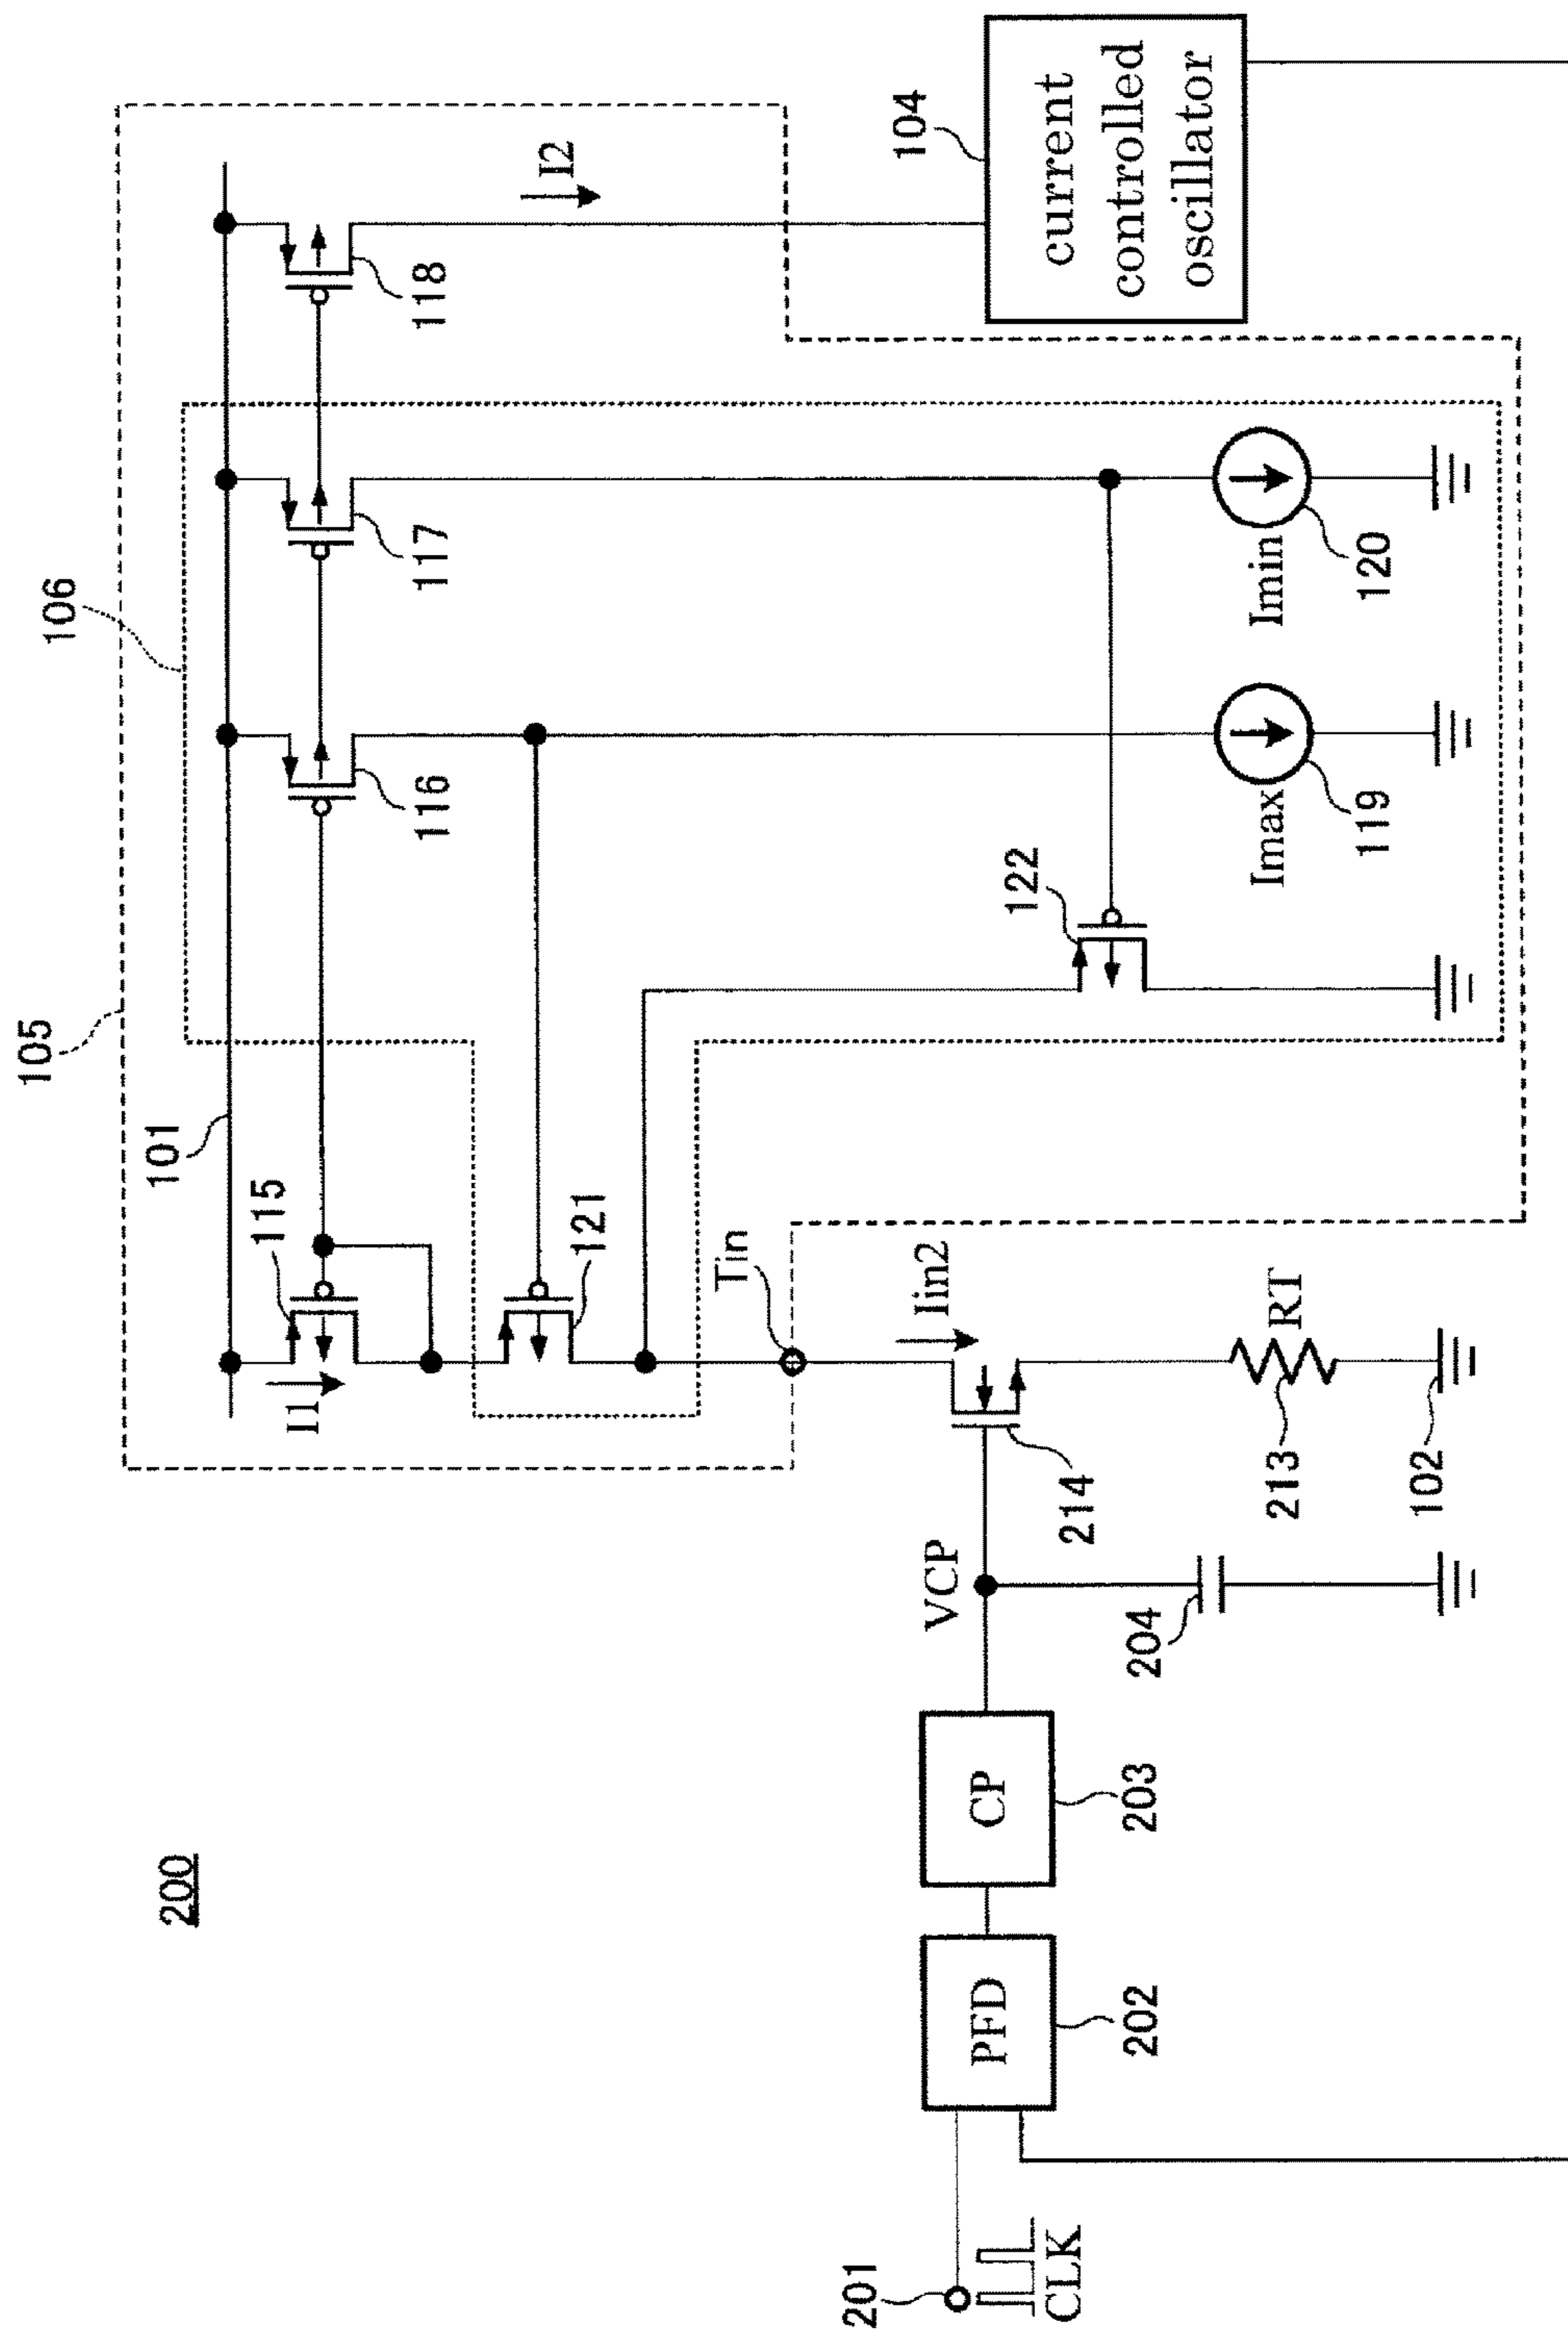 200
105
106
101
115
I1
116
117
118
I2
121
Tin
122
Imax
119
Imin
120
104
current
controlled
oscillator
Iin2
214
RT
213
102
VCP
204
CP
203
PFD
202
201
CLK